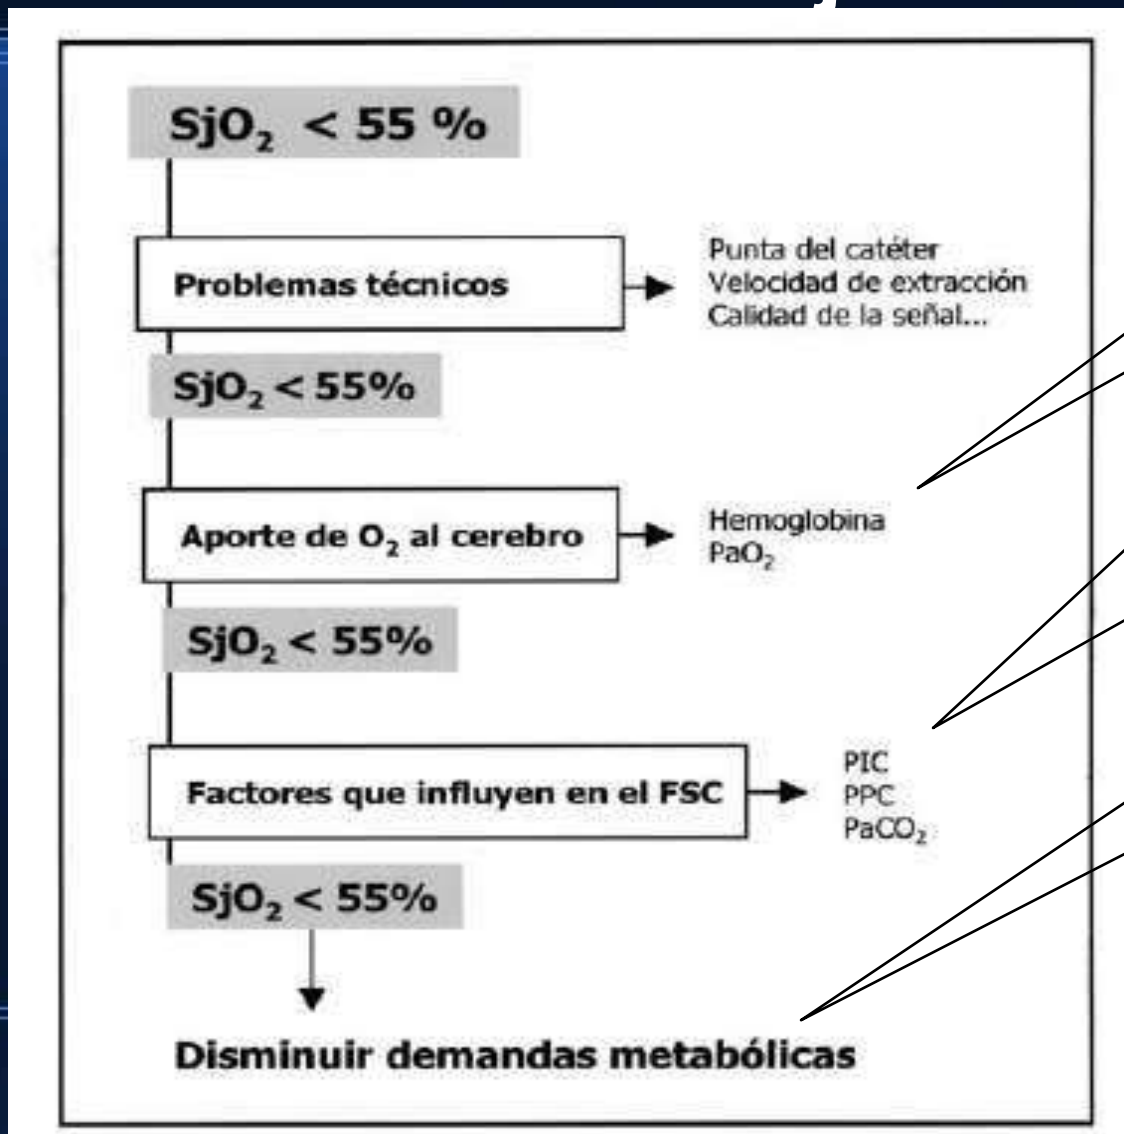 SjO₂ < 55 %
Problemas técnicos
Punta del catéter
Velocidad de extracción
Calidad de la señal...
SjO₂ < 55%
Aporte de O₂ al cerebro
Hemoglobina
PaO₂
SjO₂ < 55%
Factores que influyen en el FSC
PIC
PPC
PaCO₂
SjO₂ < 55%
Disminuir demandas metabólicas